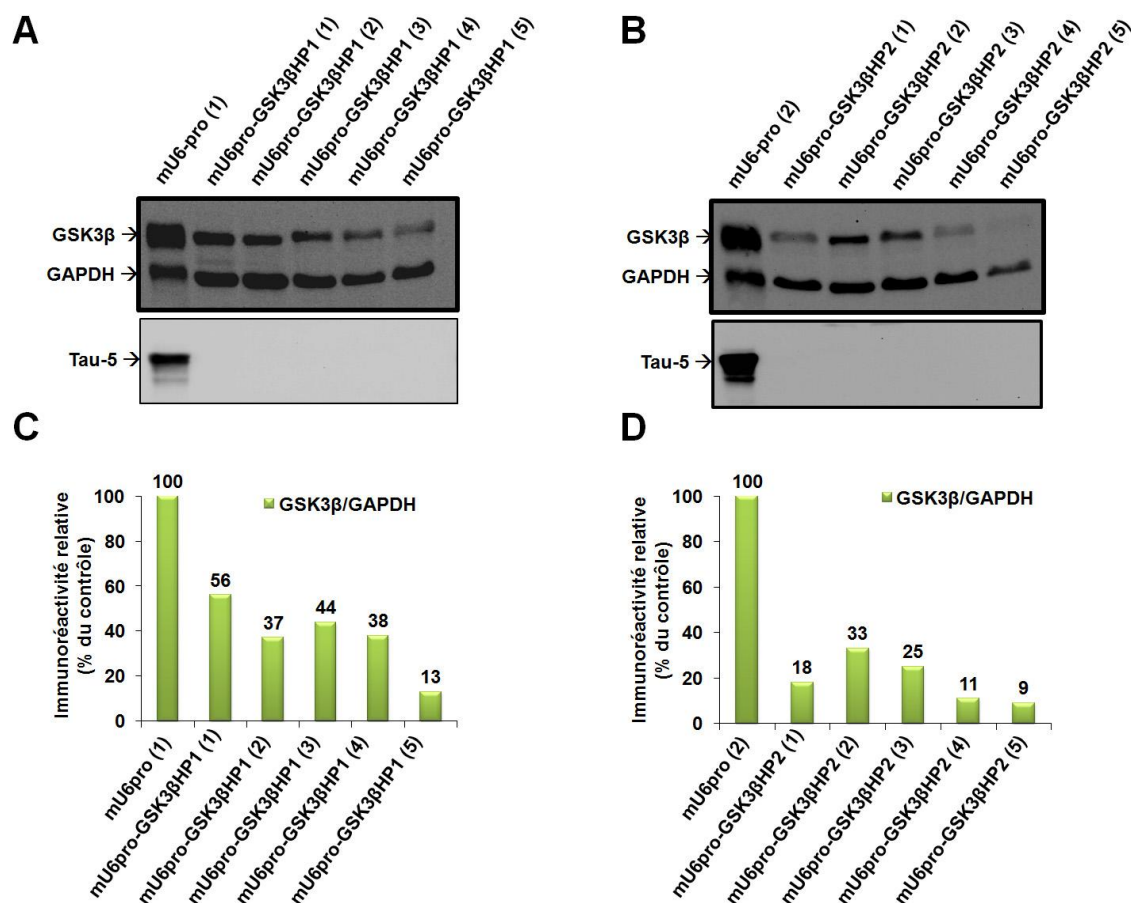 A
mU6-pro (1)
mU6pro-GSK3βHP1 (1)
mU6pro-GSK3βHP1 (2)
mU6pro-GSK3βHP1 (3)
mU6pro-GSK3βHP1 (4)
mU6pro-GSK3βHP1 (5)
GSK3β →
GAPDH →
Tau-5 →
B
mU6-pro (2)
mU6pro-GSK3βHP2 (1)
mU6pro-GSK3βHP2 (2)
mU6pro-GSK3βHP2 (3)
mU6pro-GSK3βHP2 (4)
mU6pro-GSK3βHP2 (5)
GSK3β →
GAPDH →
Tau-5 →
C
Immunoréactivité relative
(% du contrôle)
100
80
60
40
20
0
GSK3β/GAPDH
100
56
37
44
38
13
mU6pro (1)
mU6pro-GSK3βHP1 (1)
mU6pro-GSK3βHP1 (2)
mU6pro-GSK3βHP1 (3)
mU6pro-GSK3βHP1 (4)
mU6pro-GSK3βHP1 (5)
D
Immunoréactivité relative
(% du contrôle)
100
80
60
40
20
0
GSK3β/GAPDH
100
18
33
25
11
9
mU6pro (2)
mU6pro-GSK3βHP2 (1)
mU6pro-GSK3βHP2 (2)
mU6pro-GSK3βHP2 (3)
mU6pro-GSK3βHP2 (4)
mU6pro-GSK3βHP2 (5)